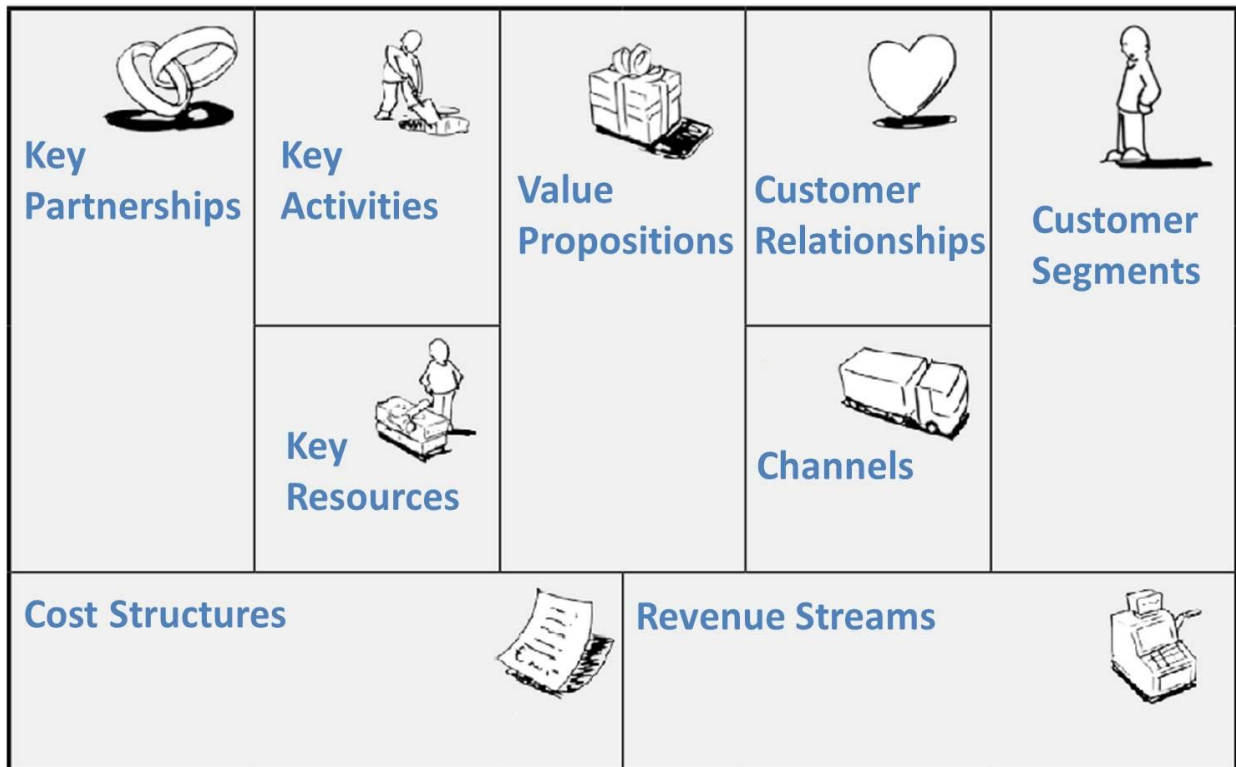 Key
Partnerships
Key
Activities
Key
Resources
Value
Propositions
Customer
Relationships
Channels
Customer
Segments
Cost Structures
Revenue Streams